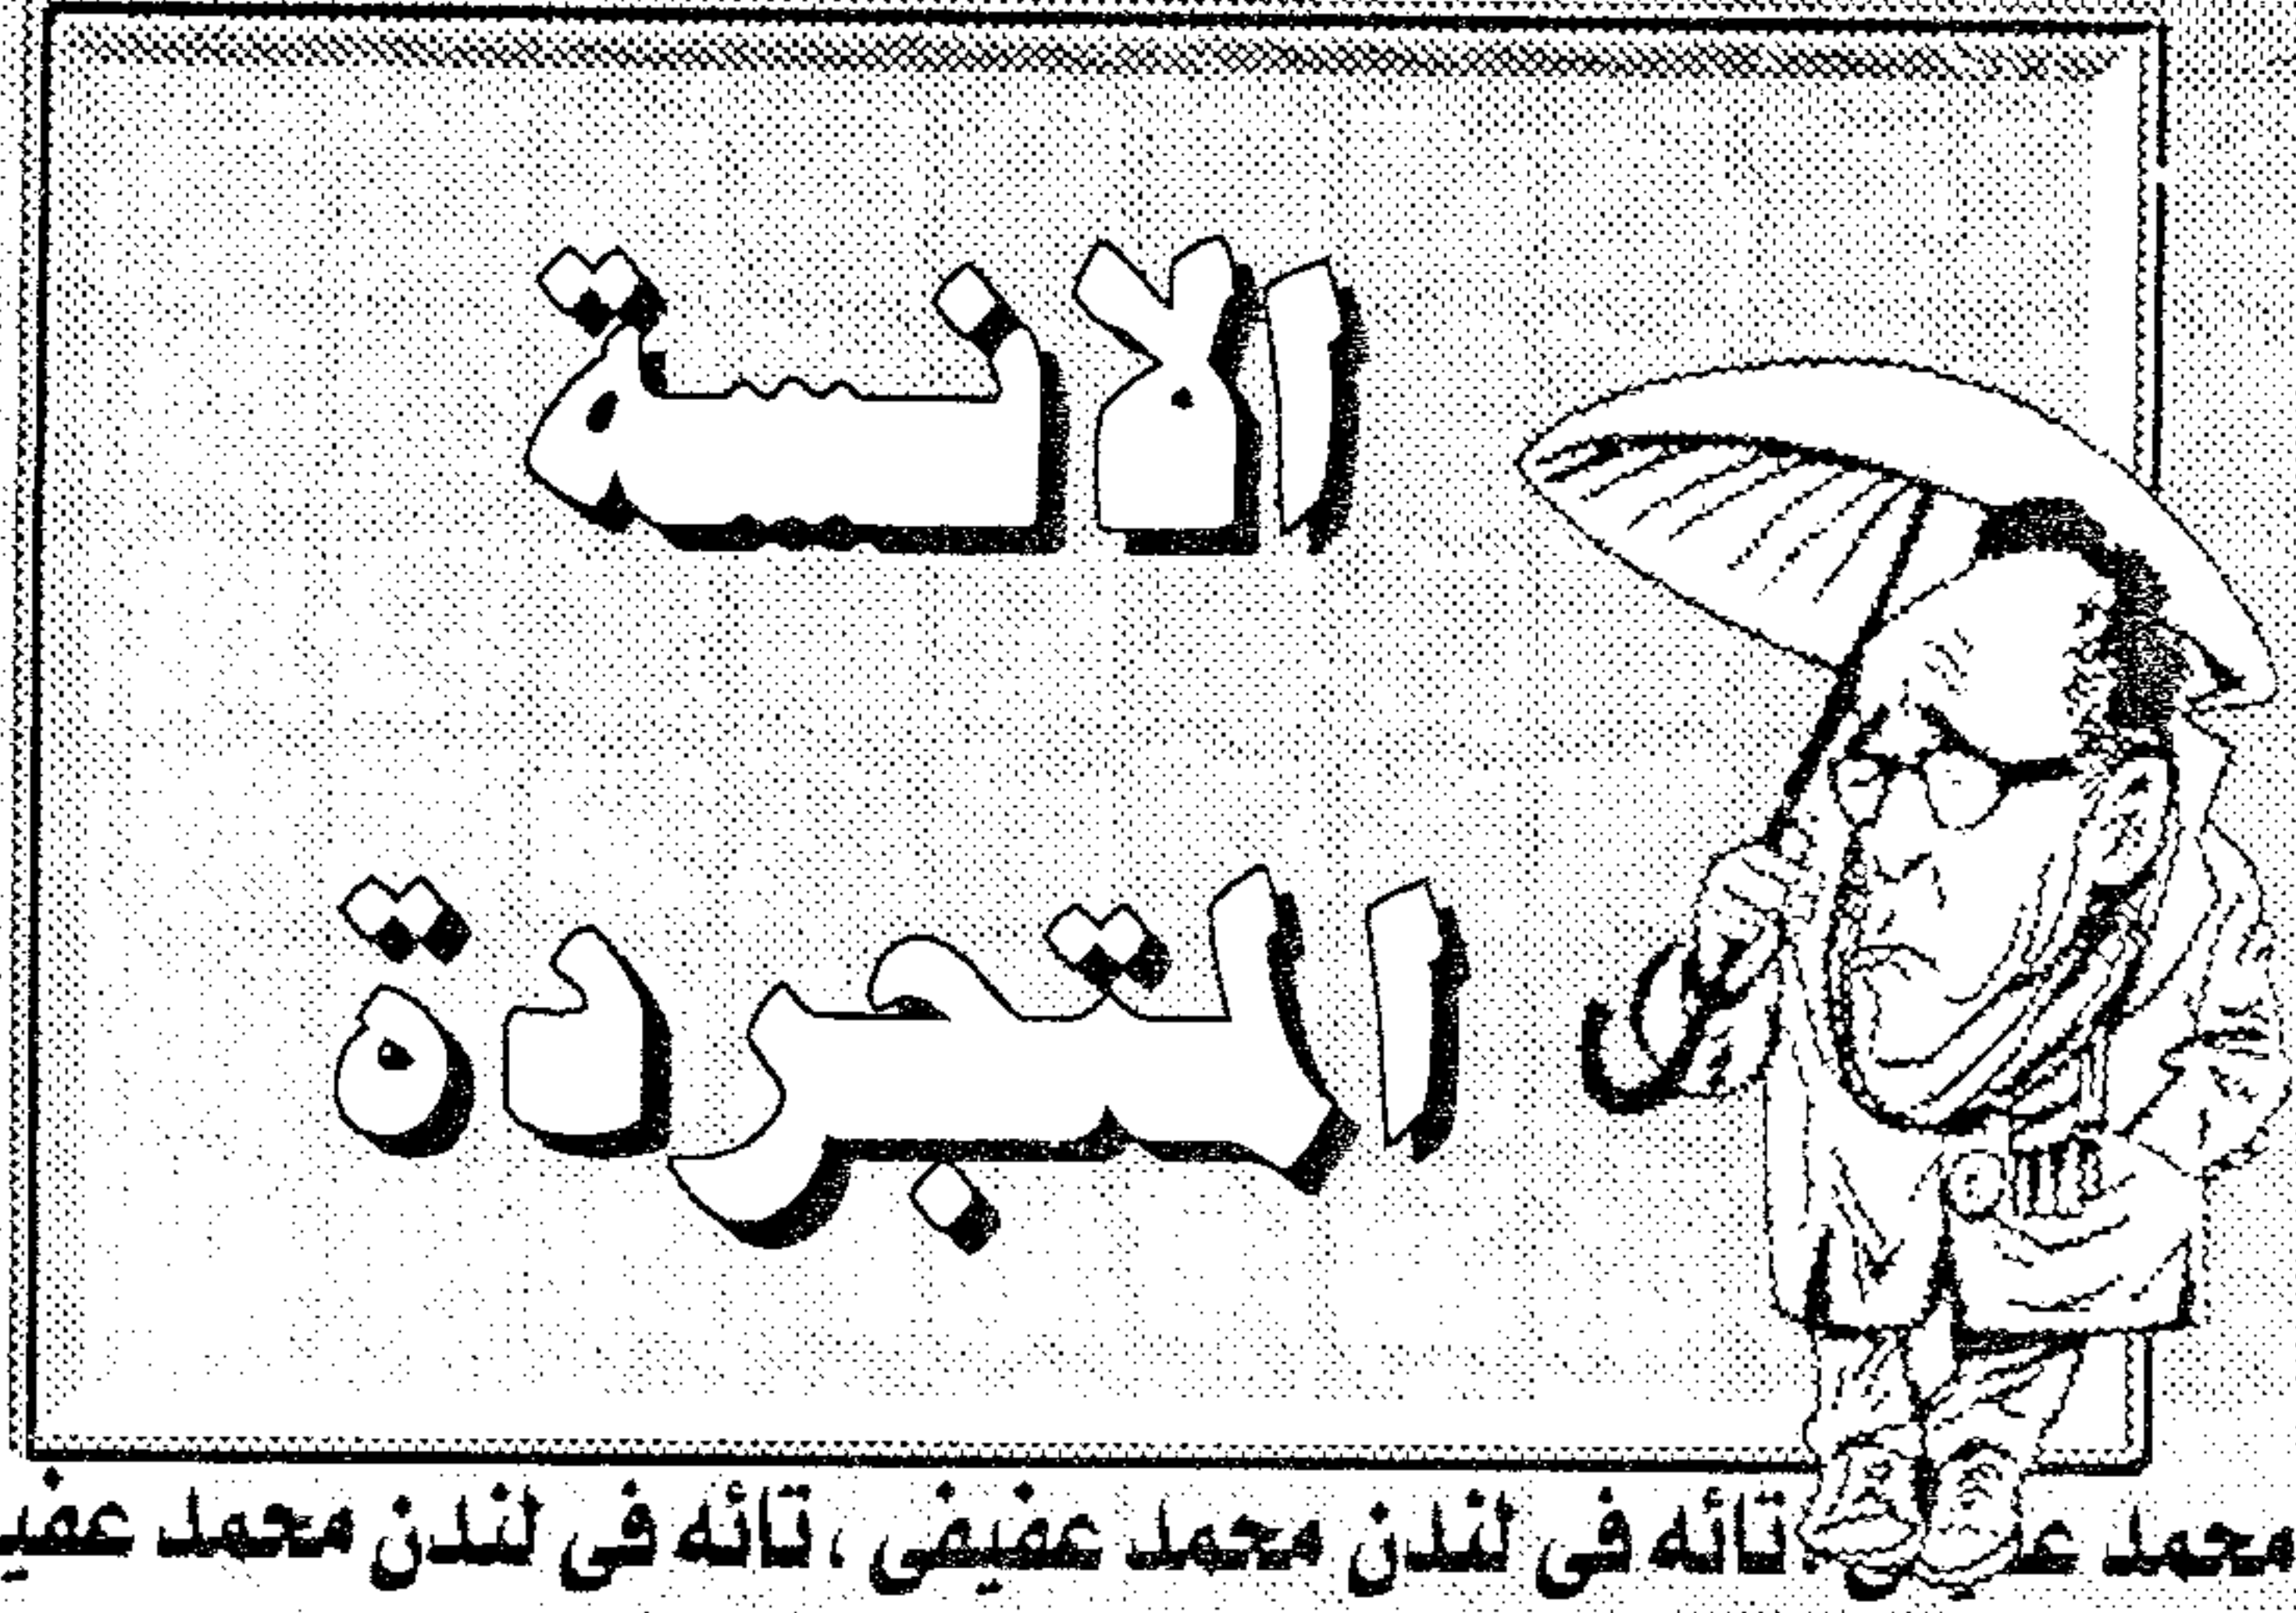 الانسة
المتجردة
محمد تائه فى لندن محمد عفيفى ، تائه فى لندن محمد